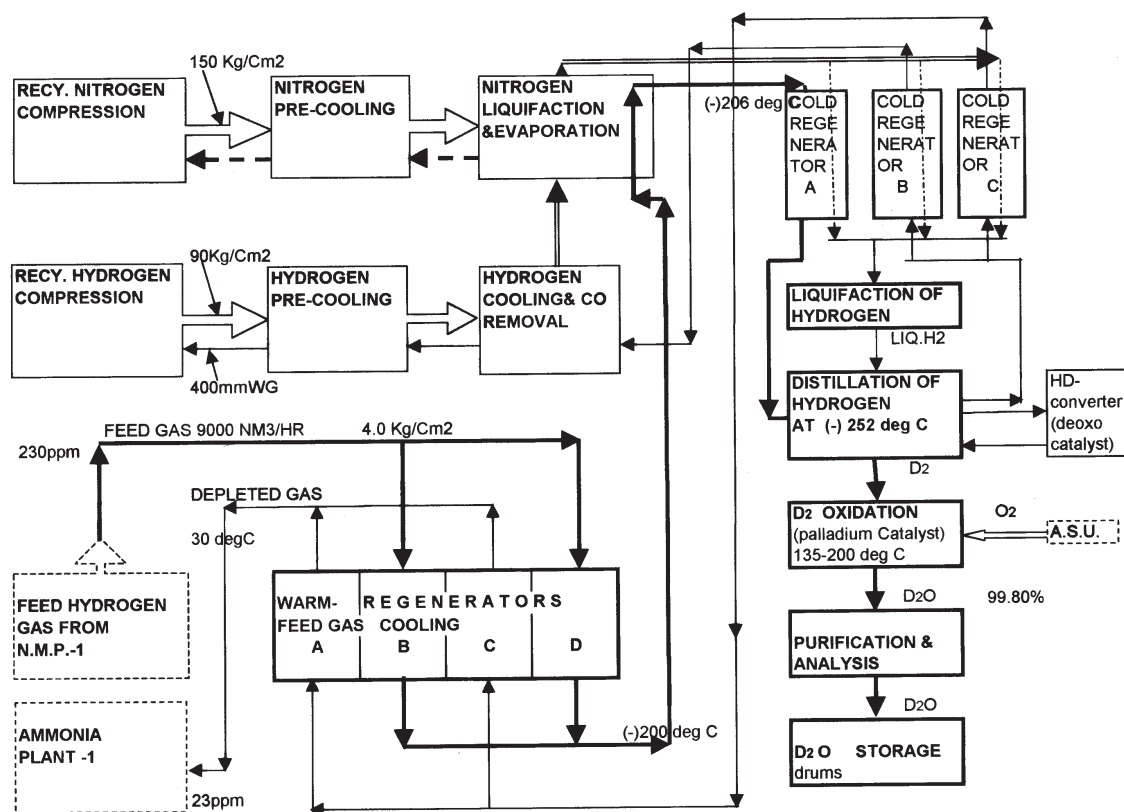 150 Kg/Cm2
RECY. NITROGEN
COMPRESSION
NITROGEN
PRE-COOLING
NITROGEN
LIQUIFACTION
&EVAPORATION
(-)206 deg C
COLD
REGE
NERA
TOR
A
COLD
REGE
NERAT
OR
B
COLD
REGE
NERAT
OR
C
90Kg/Cm2
RECY. HYDROGEN
COMPRESSION
HYDROGEN
PRE-COOLING
HYDROGEN
COOLING& CO
REMOVAL
400mmWG
LIQUIFACTION OF
HYDROGEN
LIQ.H2
DISTILLATION OF
HYDROGEN
AT (-) 252 deg C
HD-
converter
(deoxo
catalyst)
D2
FEED GAS 9000 NM3/HR
4.0 Kg/Cm2
230ppm
DEPLETED GAS
30 degC
D2 OXIDATION
(palladium Catalyst)
135-200 deg C
O2
A.S.U.
FEED HYDROGEN
GAS FROM
N.M.P.-1
WARM- REGENERATORS
FEED GAS COOLING
A B C D
D2O 99.80%
PURIFICATION &
ANALYSIS
D2O
AMMONIA
PLANT -1
(-)200 deg C
D2O STORAGE
drums
23ppm